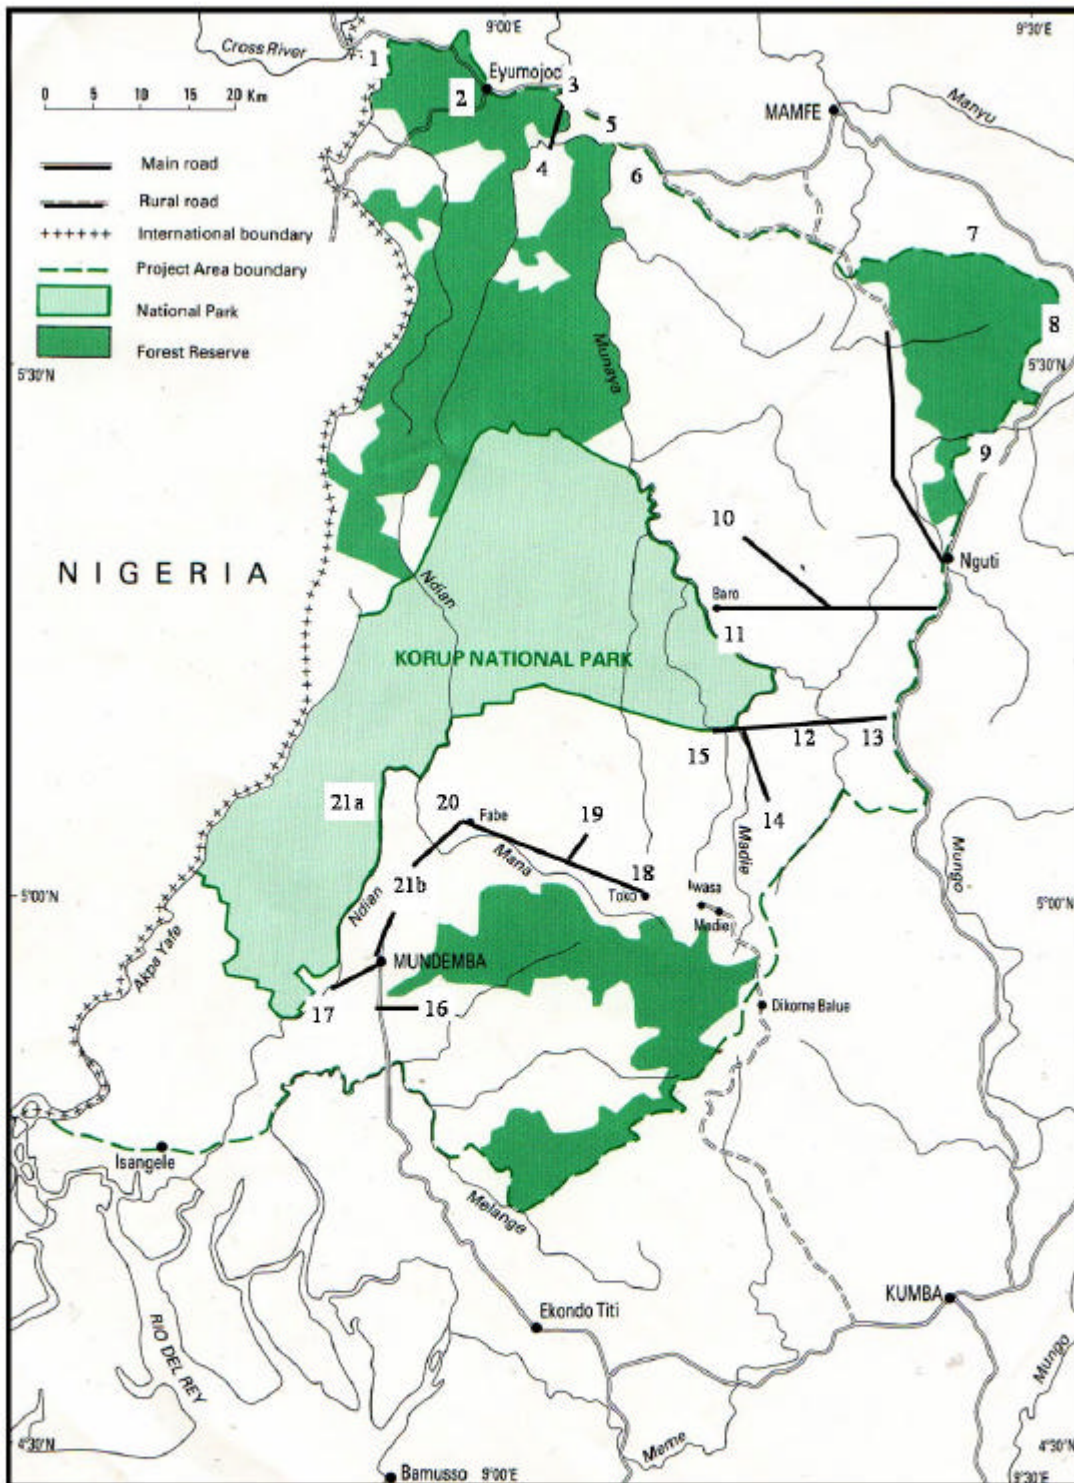 9°00'E
9°30'E
Cross River
1
Eyumojoc
2
3
0 5 10 15 20 Km
MAMFE
Manyu
5
4
6
Main road
Rural road
International boundary
Project Area boundary
National Park
Forest Reserve
7
8
5°30'N
5°30'N
Munaya
9
10
NIGERIA
Nguti
Ndian
Baro
11
KORUP NATIONAL PARK
15
12
13
14
21a
20
Fabe
19
Mana
18
Madie
Mungo
21b
Toko
Iwasa
Madie
5°00'N
5°00'N
Ndian
Akpa Yafe
MUNDEMBA
17
16
Dikome Balue
Isangele
Melange
RIO DEL REY
Ekondo Titi
KUMBA
Mungo
Meme
4°30'N
4°30'N
Bamusso
9°00'E
9°30'E